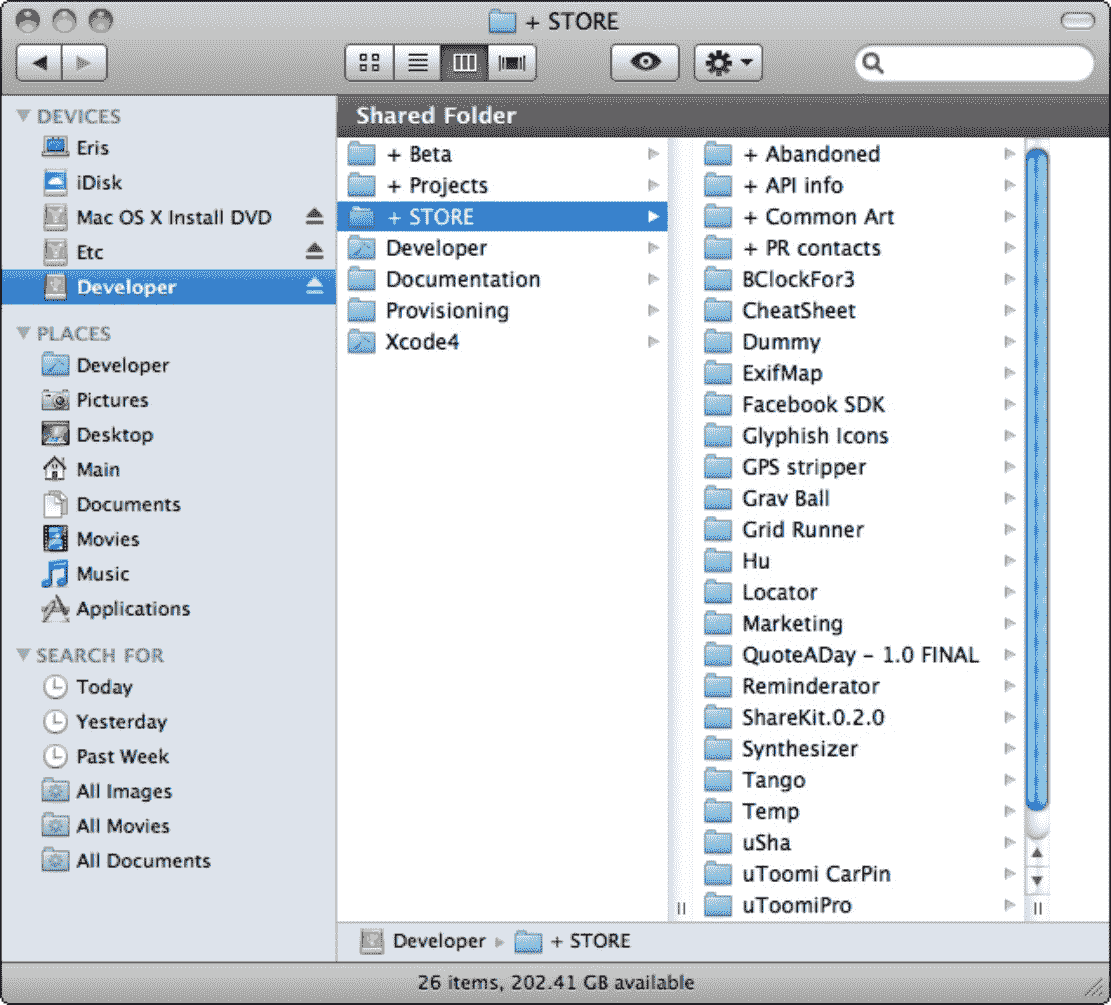 + STORE
DEVICES
Eris
iDisk
Mac OS X Install DVD
Etc
Developer
PLACES
Developer
Pictures
Desktop
Main
Documents
Movies
Music
Applications
SEARCH FOR
Today
Yesterday
Past Week
All Images
All Movies
All Documents
Shared Folder
+ Beta
+ Projects
+ STORE
Developer
Documentation
Provisioning
Xcode4
+ Abandoned
+ API info
+ Common Art
+ PR contacts
BClockFor3
CheatSheet
Dummy
ExifMap
Facebook SDK
Glyphish Icons
GPS stripper
Grav Ball
Grid Runner
Hu
Locator
Marketing
QuoteADay – 1.0 FINAL
Reminderator
ShareKit.0.2.0
Synthesizer
Tango
Temp
uSha
uToomi CarPin
uToomiPro
Developer + STORE
26 items, 202.41 GB available